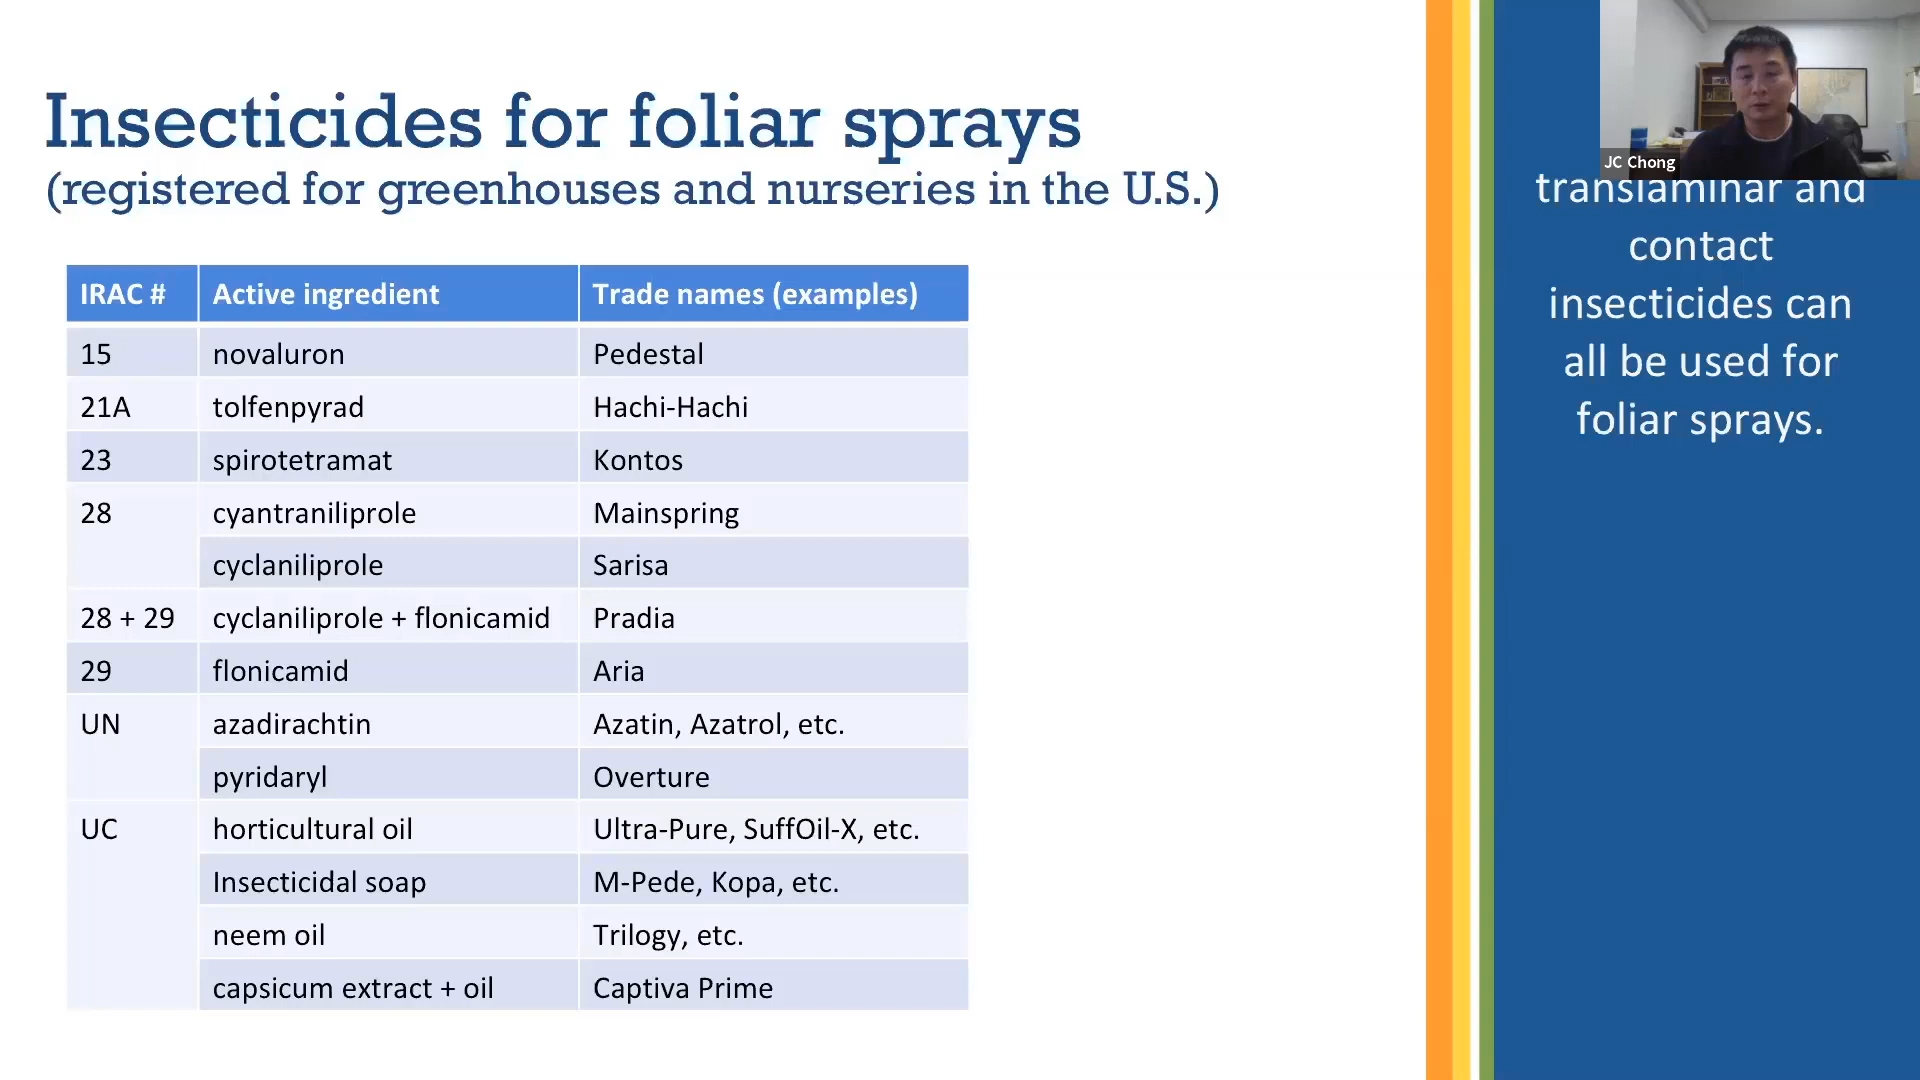 Insecticides for foliar sprays
(registered for greenhouses and nurseries in the U.S.)
IRAC # Active ingredient Trade names (examples)
15 novaluron Pedestal
21A tolfenpyrad Hachi-Hachi
23 spirotetramat Kontos
28 cyantraniliprole Mainspring
cyclaniliprole Sarisa
28 + 29 cyclaniliprole + flonicamid Pradia
29 flonicamid Aria
UN azadirachtin Azatin, Azatrol, etc.
pyridaryl Overture
UC horticultural oil Ultra-Pure, SuffOil-X, etc.
Insecticidal soap M-Pede, Kopa, etc.
neem oil Trilogy, etc.
capsicum extract + oil Captiva Prime
JC Chong
translaminar and
contact
insecticides can
all be used for
foliar sprays.